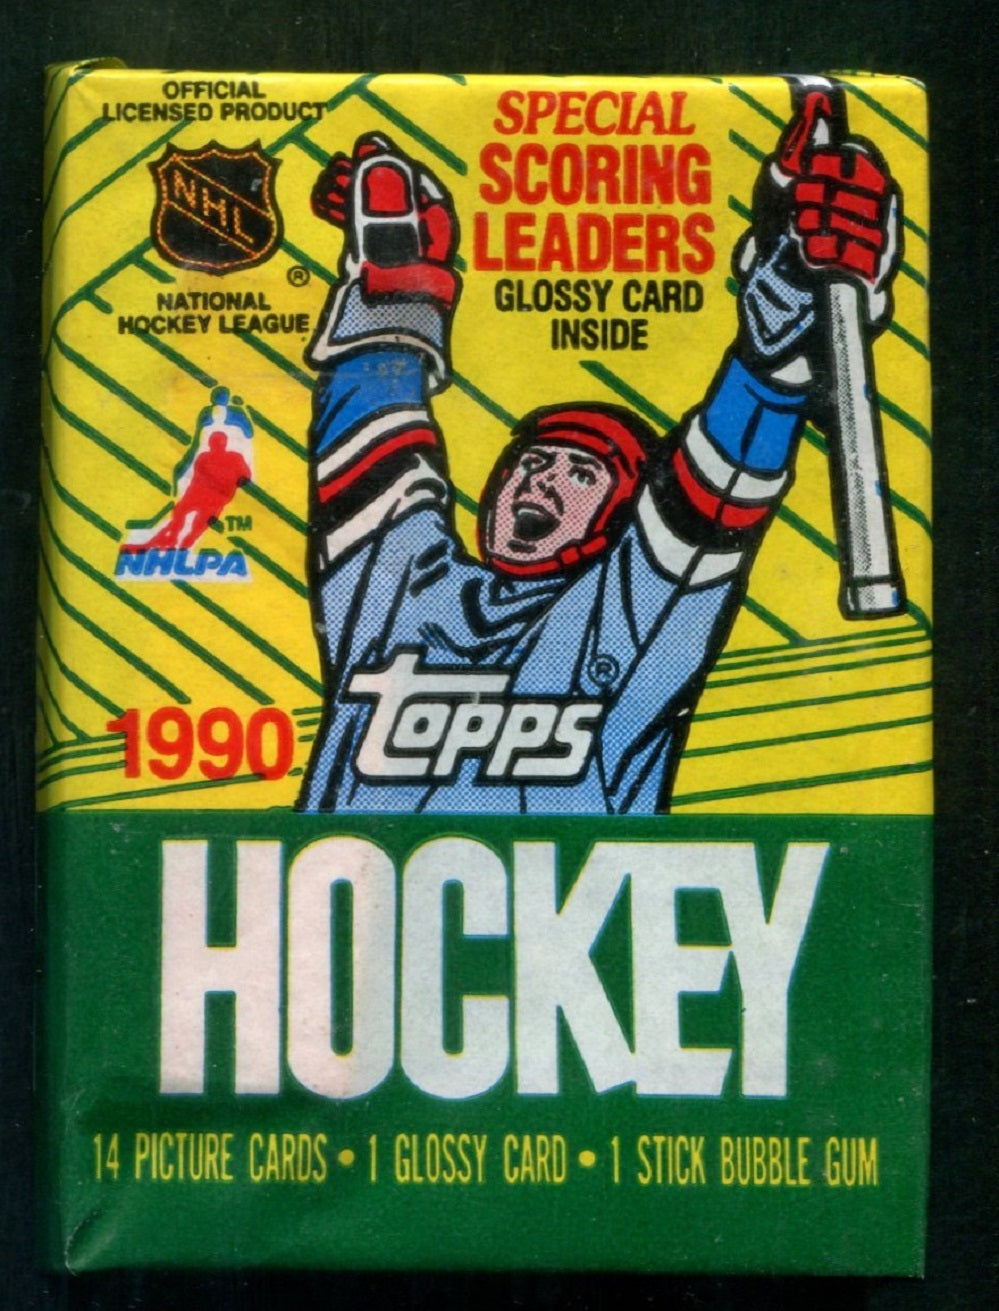 OFFICIAL
LICENSED PRODUCT
NHL
®
NATIONAL
HOCKEY LEAGUE
SPECIAL
SCORING
LEADERS
GLOSSY CARD
INSIDE
TM
NHLPA
®
TOPPS
1990
HOCKEY
14 PICTURE CARDS • 1 GLOSSY CARD • 1 STICK BUBBLE GUM